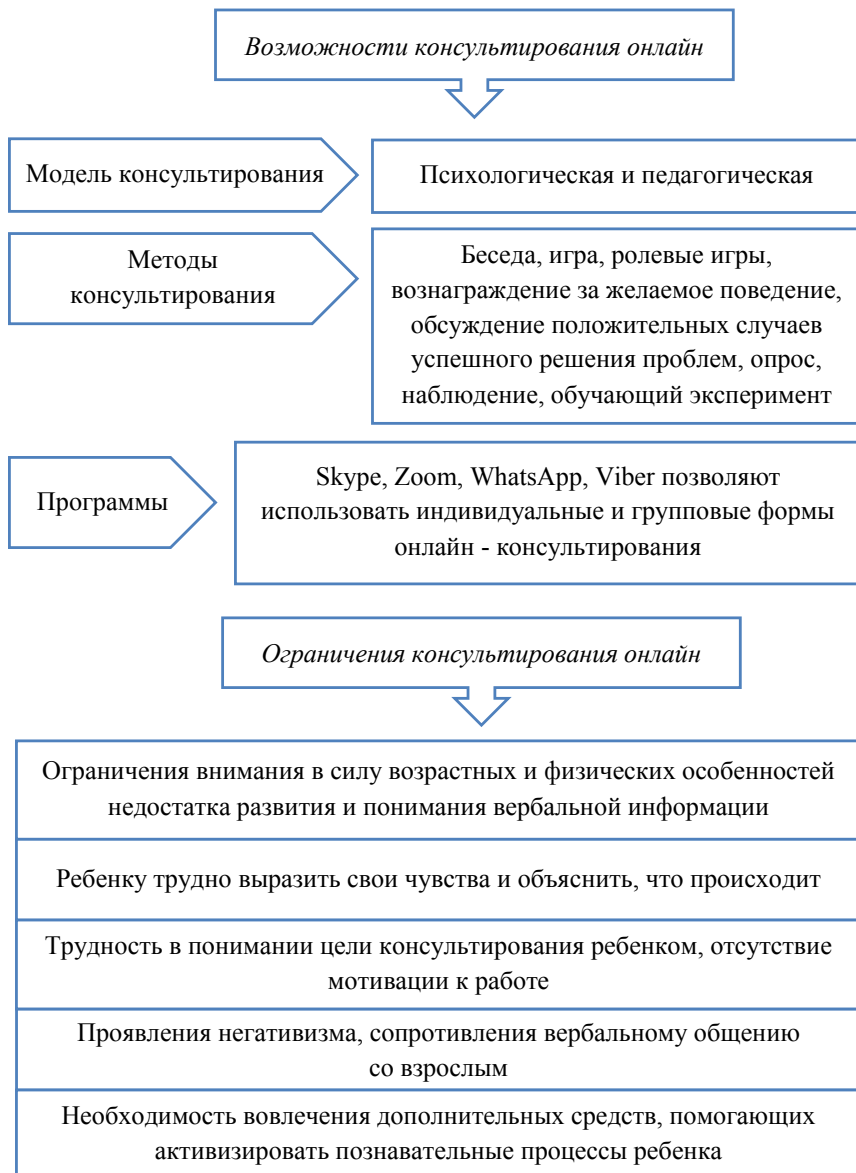 Возможности консультирования онлайн
Модель консультирования
Психологическая и педагогическая
Методы
консультирования
Беседа, игра, ролевые игры,
вознаграждение за желаемое поведение,
обсуждение положительных случаев
успешного решения проблем, опрос,
наблюдение, обучающий эксперимент
Программы
Skype, Zoom, WhatsApp, Viber позволяют
использовать индивидуальные и групповые формы
онлайн - консультирования
Ограничения консультирования онлайн
Ограничения внимания в силу возрастных и физических особенностей
недостатка развития и понимания вербальной информации
Ребенку трудно выразить свои чувства и объяснить, что происходит
Трудность в понимании цели консультирования ребенком, отсутствие
мотивации к работе
Проявления негативизма, сопротивления вербальному общению
со взрослым
Необходимость вовлечения дополнительных средств, помогающих
активизировать познавательные процессы ребенка